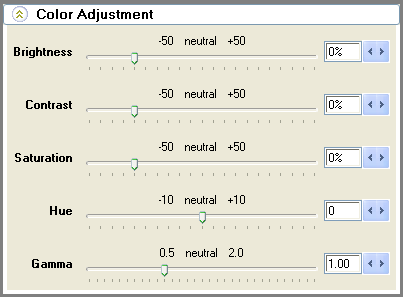 Color Adjustment
-50 neutral +50
Brightness 0%
-50 neutral +50
Contrast 0%
-50 neutral +50
Saturation 0%
-10 neutral +10
Hue 0
0.5 neutral 2.0
Gamma 1.00